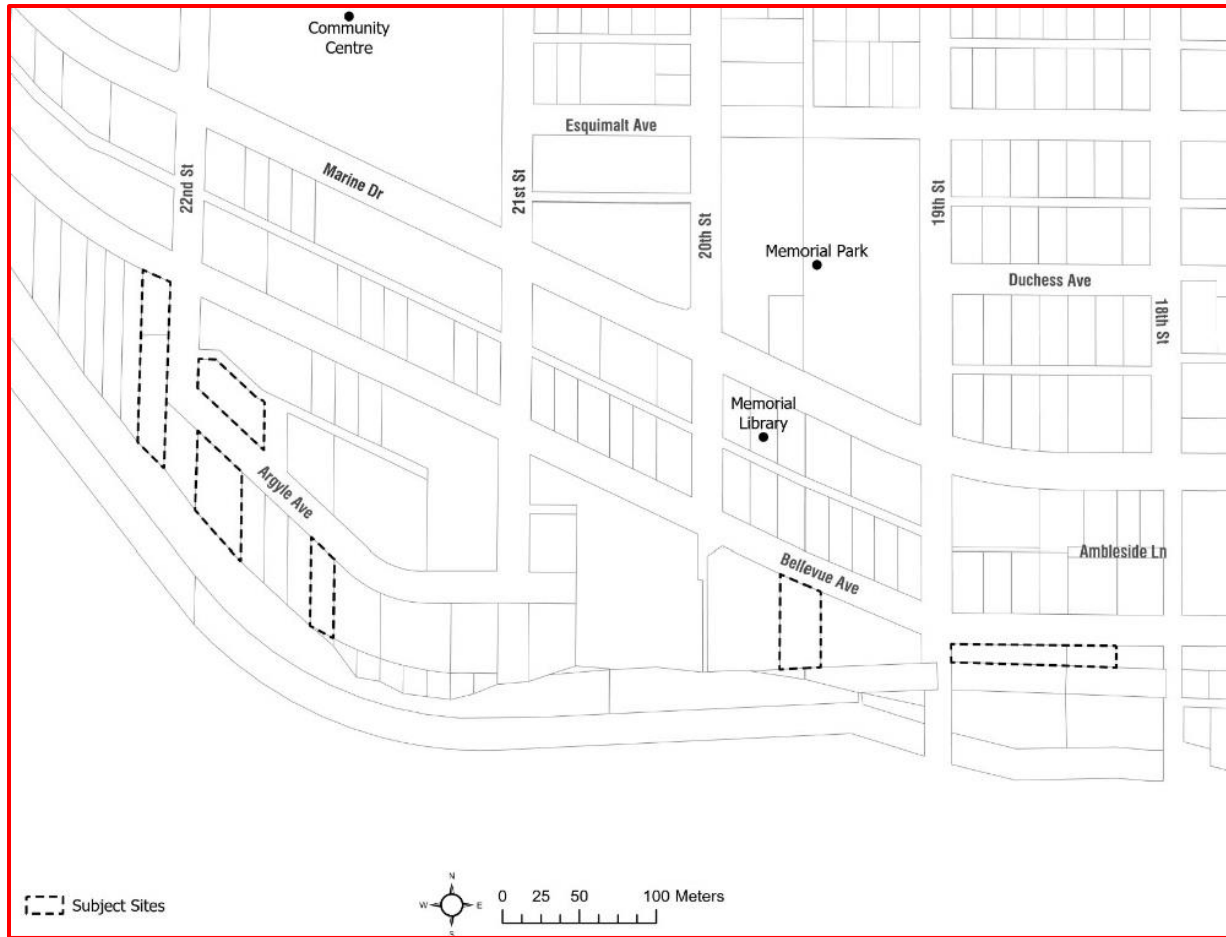 Community
Centre
Esquimalt Ave
Marine Dr
22nd St
21st St
20th St
19th St
Memorial Park
Duchess Ave
18th St
Memorial
Library
Argyle Ave
Bellevue Ave
Ambleside Ln
Subject Sites
N
W E
S
0 25 50 100 Meters